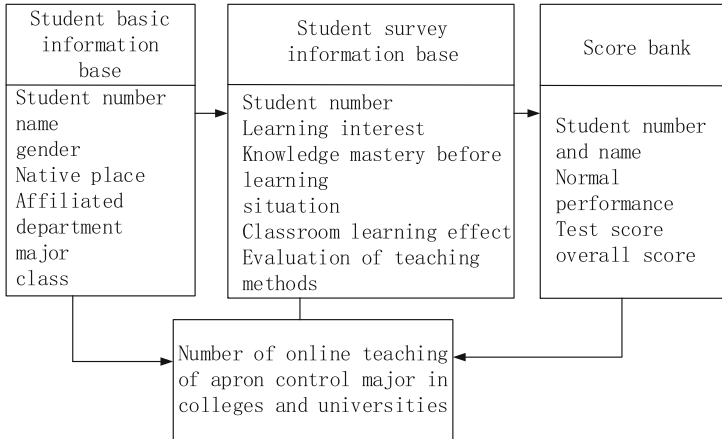 Student basic
information
base
Student number
name
gender
Native place
Affiliated
department
major
class
Student survey
information base
Student number
Learning interest
Knowledge mastery before
learning
situation
Classroom learning effect
Evaluation of teaching
methods
Score bank
Student number
and name
Normal
performance
Test score
overall score
Number of online teaching
of apron control major in
colleges and universities